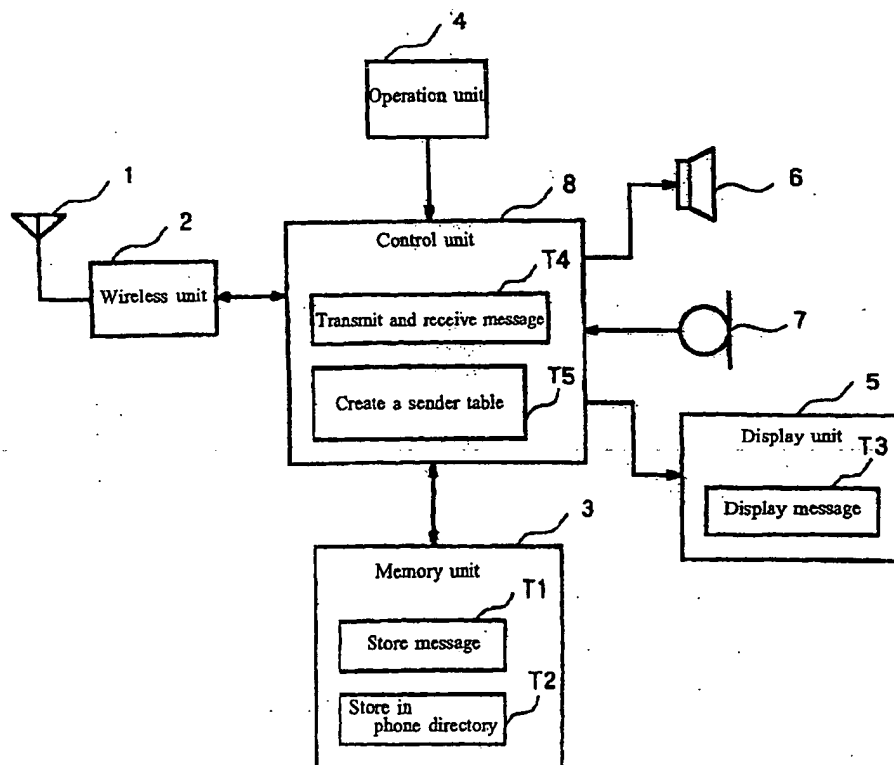 4
Operation unit
1
2
Wireless unit
8
Control unit
T4
Transmit and receive message
T5
Create a sender table
6
7
5
Display unit
T3
Display message
3
Memory unit
T1
Store message
T2
Store in
phone directory